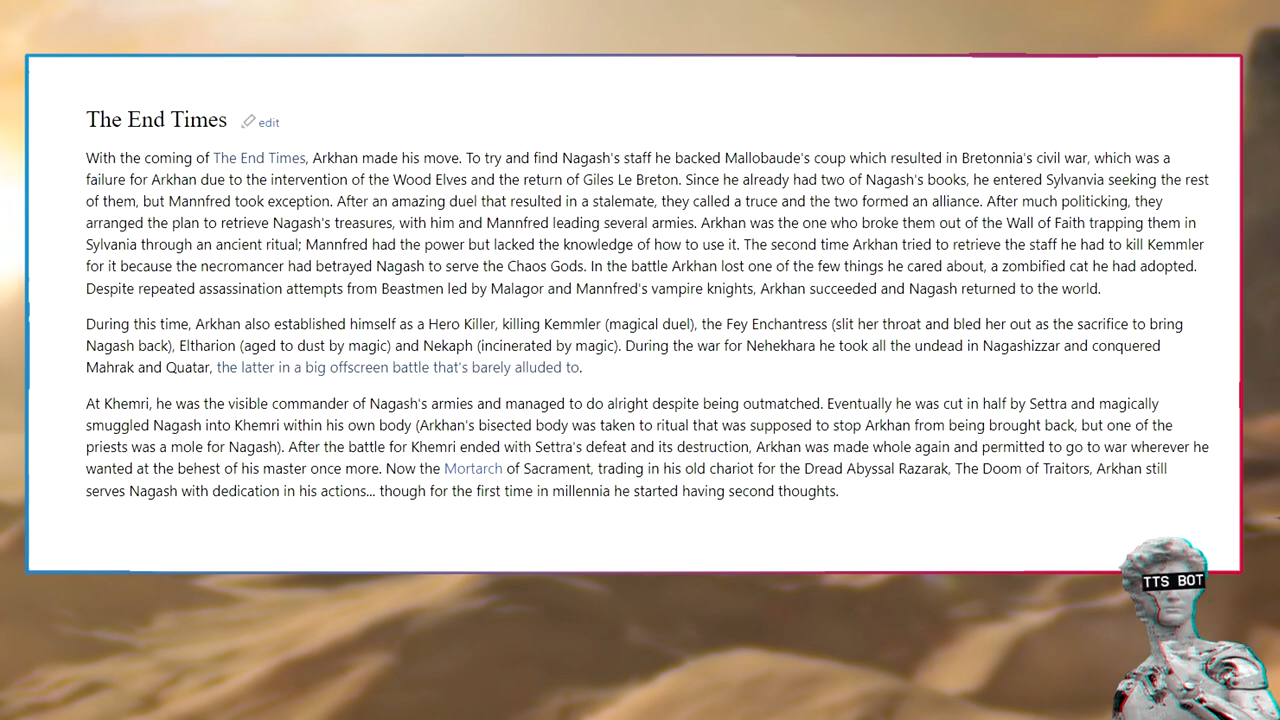 The End Times edit
With the coming of The End Times, Arkhan made his move. To try and find Nagash's staff he backed Mallobaude's coup which resulted in Bretonnia's civil war, which was a
failure for Arkhan due to the intervention of the Wood Elves and the return of Giles Le Breton. Since he already had two of Nagash's books, he entered Sylvanvia seeking the rest
of them, but Mannfred took exception. After an amazing duel that resulted in a stalemate, they called a truce and the two formed an alliance. After much politicking, they
arranged the plan to retrieve Nagash's treasures, with him and Mannfred leading several armies. Arkhan was the one who broke them out of the Wall of Faith trapping them in
Sylvania through an ancient ritual; Mannfred had the power but lacked the knowledge of how to use it. The second time Arkhan tried to retrieve the staff he had to kill Kemmler
for it because the necromancer had betrayed Nagash to serve the Chaos Gods. In the battle Arkhan lost one of the few things he cared about, a zombified cat he had adopted.
Despite repeated assassination attempts from Beastmen led by Malagor and Mannfred's vampire knights, Arkhan succeeded and Nagash returned to the world.
During this time, Arkhan also established himself as a Hero Killer, killing Kemmler (magical duel), the Fey Enchantress (slit her throat and bled her out as the sacrifice to bring
Nagash back), Eltharion (aged to dust by magic) and Nekaph (incinerated by magic). During the war for Nehekhara he took all the undead in Nagashizzar and conquered
Mahrak and Quatar, the latter in a big offscreen battle that's barely alluded to.
At Khemri, he was the visible commander of Nagash's armies and managed to do alright despite being outmatched. Eventually he was cut in half by Settra and magically
smuggled Nagash into Khemri within his own body (Arkhan's bisected body was taken to ritual that was supposed to stop Arkhan from being brought back, but one of the
priests was a mole for Nagash). After the battle for Khemri ended with Settra's defeat and its destruction, Arkhan was made whole again and permitted to go to war wherever he
wanted at the behest of his master once more. Now the Mortarch of Sacrament, trading in his old chariot for the Dread Abyssal Razarak, The Doom of Traitors, Arkhan still
serves Nagash with dedication in his actions... though for the first time in millennia he started having second thoughts.
TTS BOT